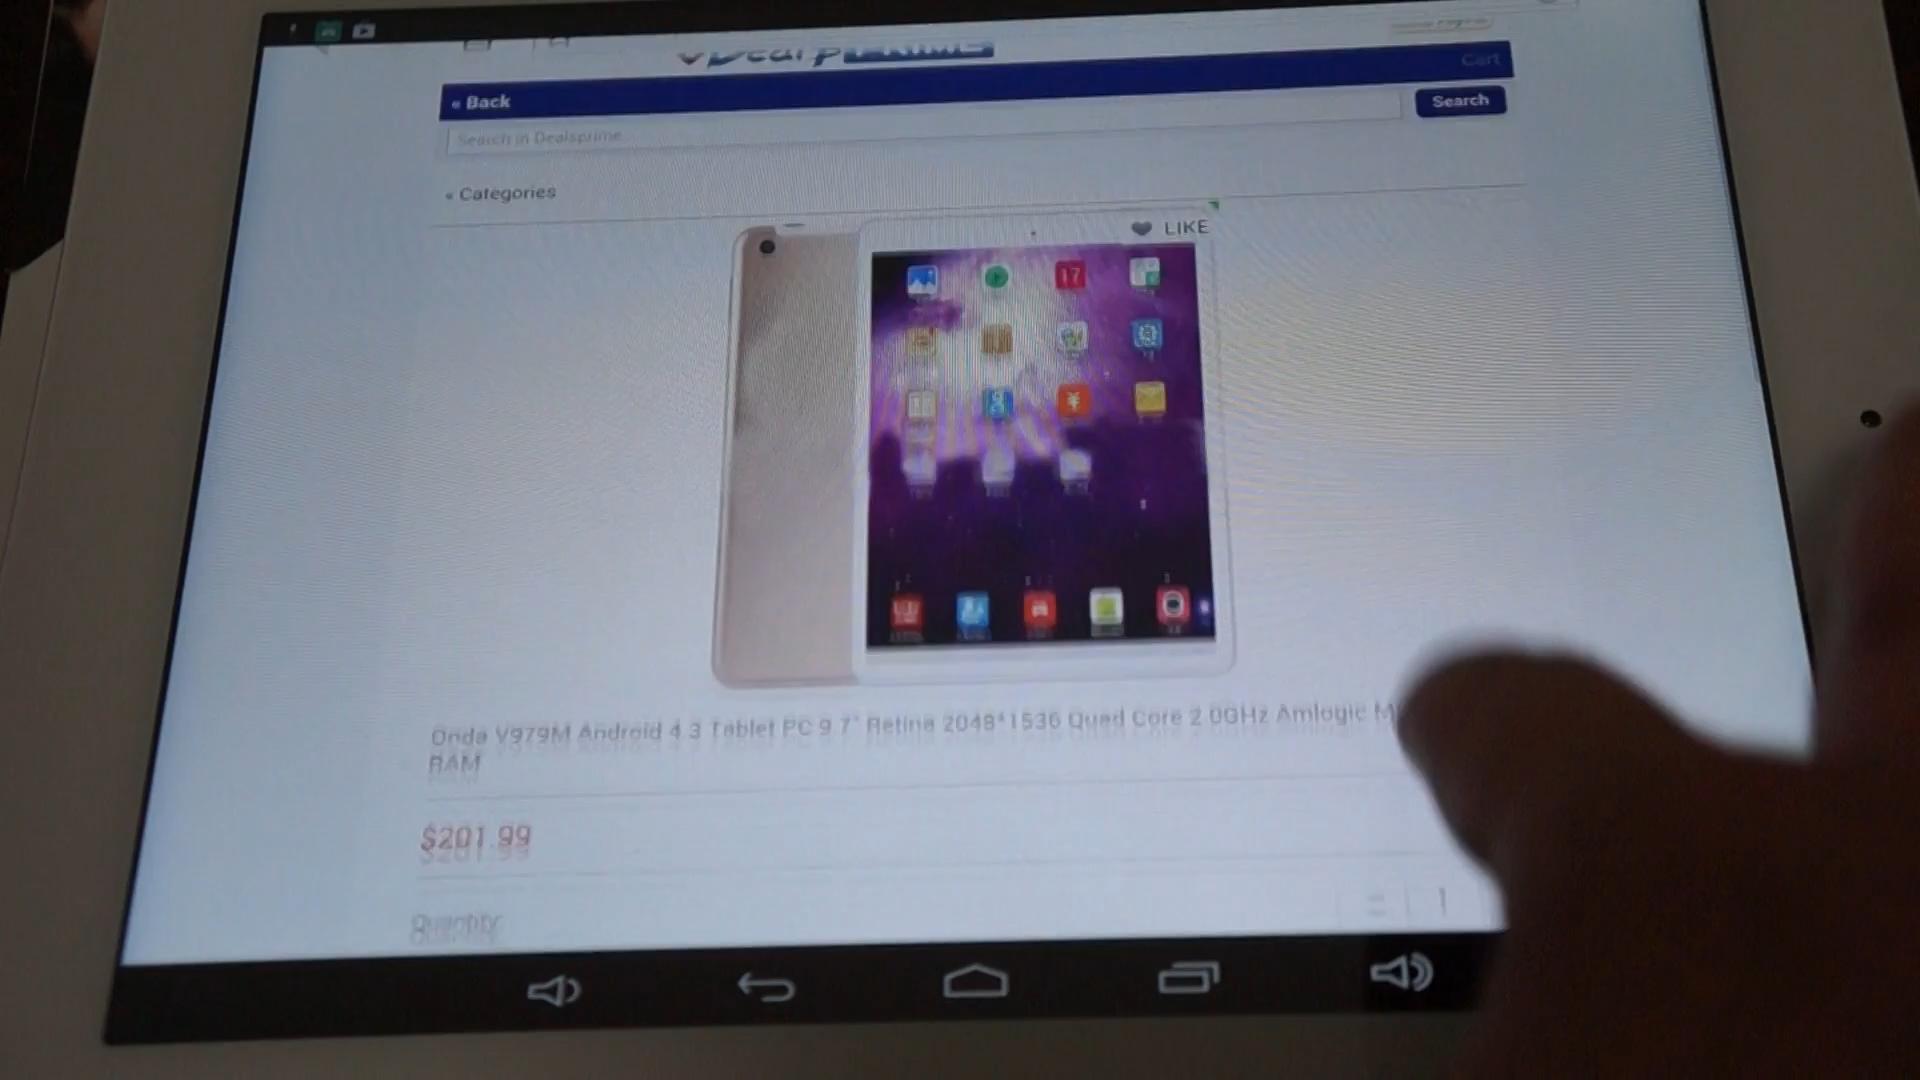 Cart
« Back
Search
Search in Dealsprime
« Categories
LIKE
17
Onda V979M Android 4.3 Tablet PC 9.7" Retina 2048*1536 Quad Core 2.0GHz Amlogic
RAM
$201.99
Quantity
1